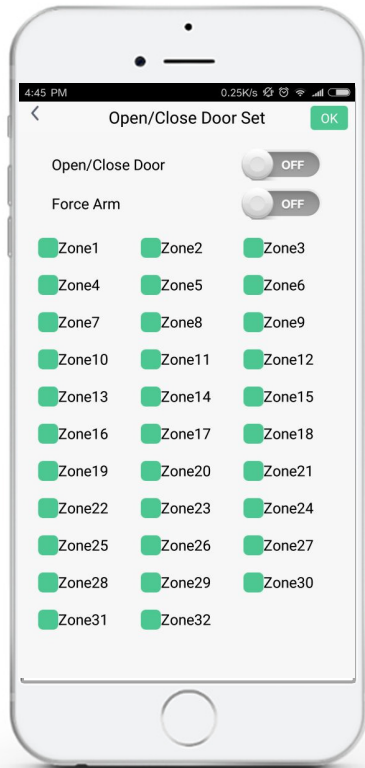 4:45 PM 0.25K/s
Open/Close Door Set OK
Open/Close Door OFF
Force Arm OFF
Zone1 Zone2 Zone3
Zone4 Zone5 Zone6
Zone7 Zone8 Zone9
Zone10 Zone11 Zone12
Zone13 Zone14 Zone15
Zone16 Zone17 Zone18
Zone19 Zone20 Zone21
Zone22 Zone23 Zone24
Zone25 Zone26 Zone27
Zone28 Zone29 Zone30
Zone31 Zone32